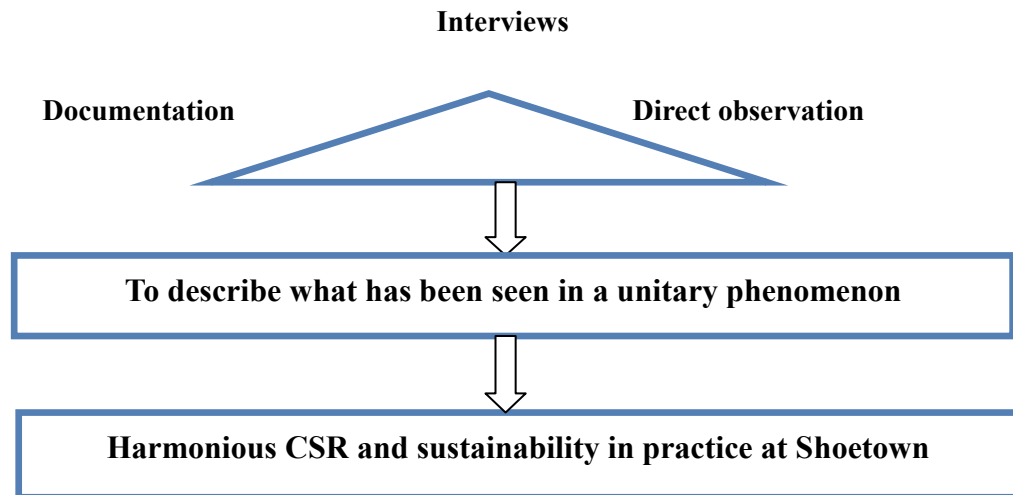 Interviews
Documentation
Direct observation
To describe what has been seen in a unitary phenomenon
Harmonious CSR and sustainability in practice at Shoetown